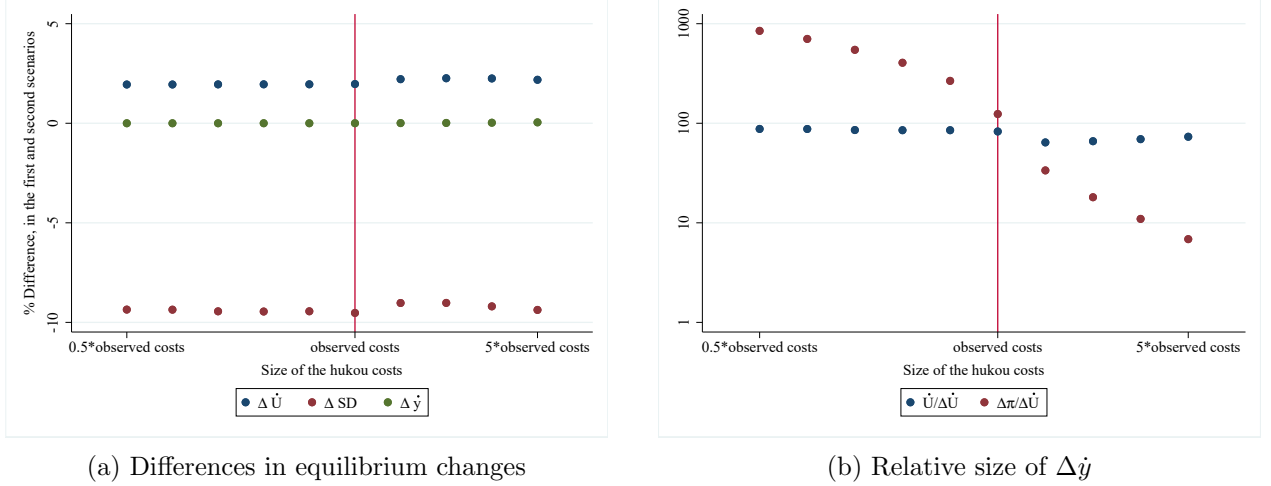 % Difference, in the first and second scenarios
5
0
-5
-10
0.5*observed costs
observed costs
5*observed costs
Size of the hukou costs
Δ U̇
Δ SD
Δ ẏ
(a) Differences in equilibrium changes
1000
100
10
1
0.5*observed costs
observed costs
5*observed costs
Size of the hukou costs
U̇/ΔU̇
Δπ/ΔU̇
(b) Relative size of Δẏ